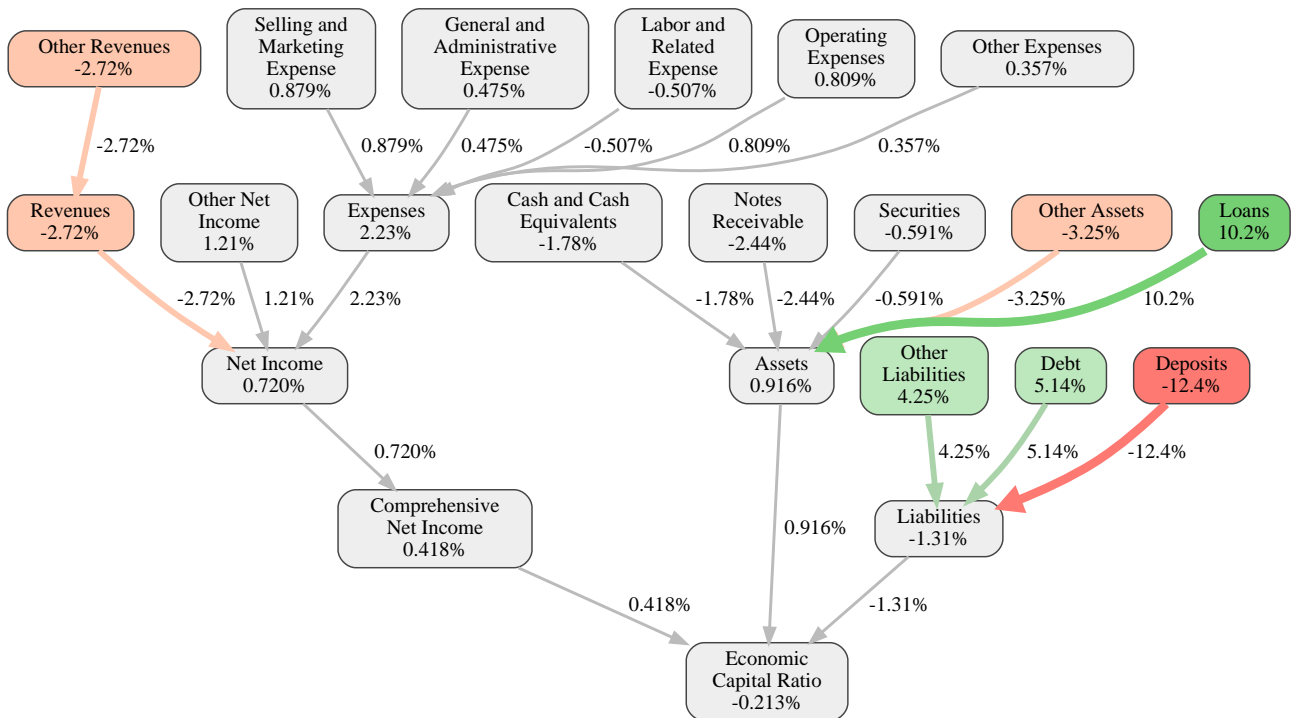 Other Revenues
-2.72%
Selling and
Marketing
Expense
0.879%
General and
Administrative
Expense
0.475%
Labor and
Related
Expense
-0.507%
Operating
Expenses
0.809%
Other Expenses
0.357%
-2.72%
0.879%
0.475%
-0.507%
0.809%
0.357%
Revenues
-2.72%
Other Net
Income
1.21%
Expenses
2.23%
Cash and Cash
Equivalents
-1.78%
Notes
Receivable
-2.44%
Securities
-0.591%
Other Assets
-3.25%
Loans
10.2%
-2.72%
1.21%
2.23%
-1.78%
-2.44%
-0.591%
-3.25%
10.2%
Net Income
0.720%
Assets
0.916%
Other
Liabilities
4.25%
Debt
5.14%
Deposits
-12.4%
0.720%
4.25%
5.14%
-12.4%
Comprehensive
Net Income
0.418%
0.916%
Liabilities
-1.31%
0.418%
-1.31%
Economic
Capital Ratio
-0.213%